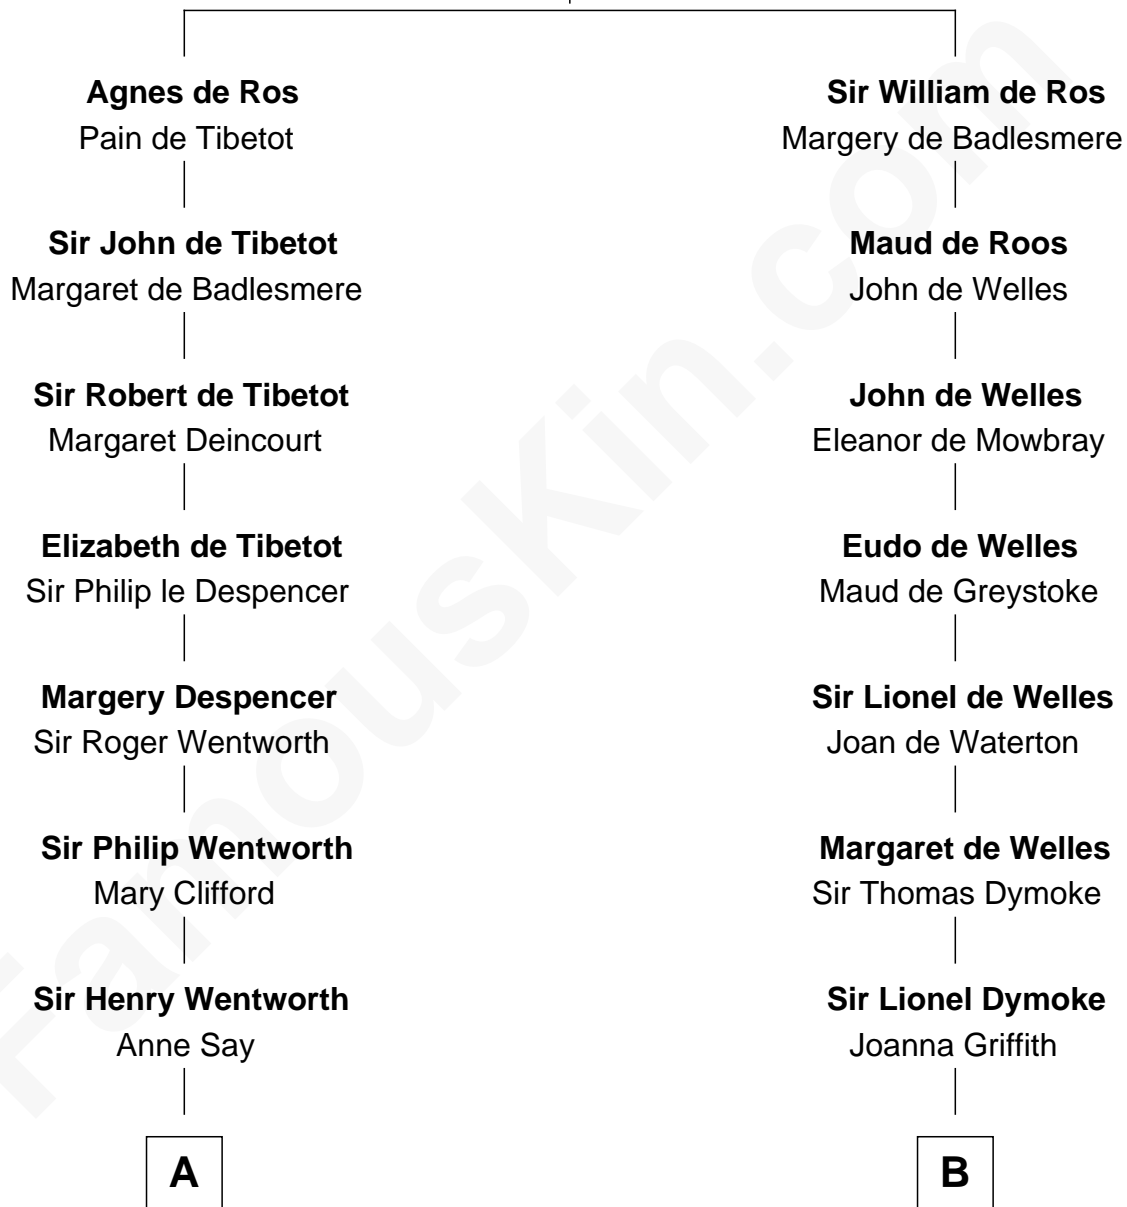 Agnes de Ros
Pain de Tibetot
Sir John de Tibetot
Margaret de Badlesmere
Sir Robert de Tibetot
Margaret Deincourt
Elizabeth de Tibetot
Sir Philip le Despencer
Margery Despencer
Sir Roger Wentworth
Sir Philip Wentworth
Mary Clifford
Sir Henry Wentworth
Anne Say
A
Sir William de Ros
Margery de Badlesmere
Maud de Roos
John de Welles
John de Welles
Eleanor de Mowbray
Eudo de Welles
Maud de Greystoke
Sir Lionel de Welles
Joan de Waterton
Margaret de Welles
Sir Thomas Dymoke
Sir Lionel Dymoke
Joanna Griffith
B
FamousKin.com